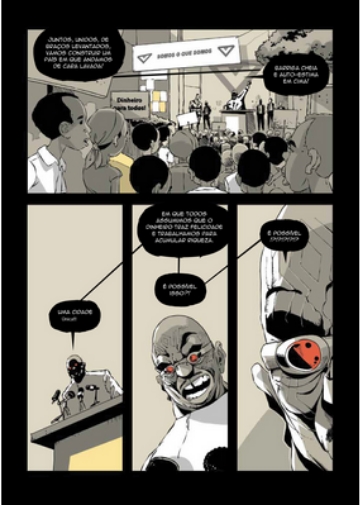 JUNTOS, UNIDOS, DE
BRAÇOS LEVANTADOS,
VAMOS CONSTRUIR UM
PAÍS EM QUE ANDAMOS
DE CARA LAVADA!
SOMOS O QUE SOMOS
BARRIGA CHEIA
E AUTO-ESTIMA
EM CIMA!
Dinheiro
para todas!
EM QUE TODOS
ASSUMIMOS QUE O
DINHEIRO TRAZ FELICIDADE
E TRABALHAMOS PARA
ACUMULAR RIQUEZA.
É POSSÍVEL
ISSO?!
É POSSÍVEL
UMA CIDADE